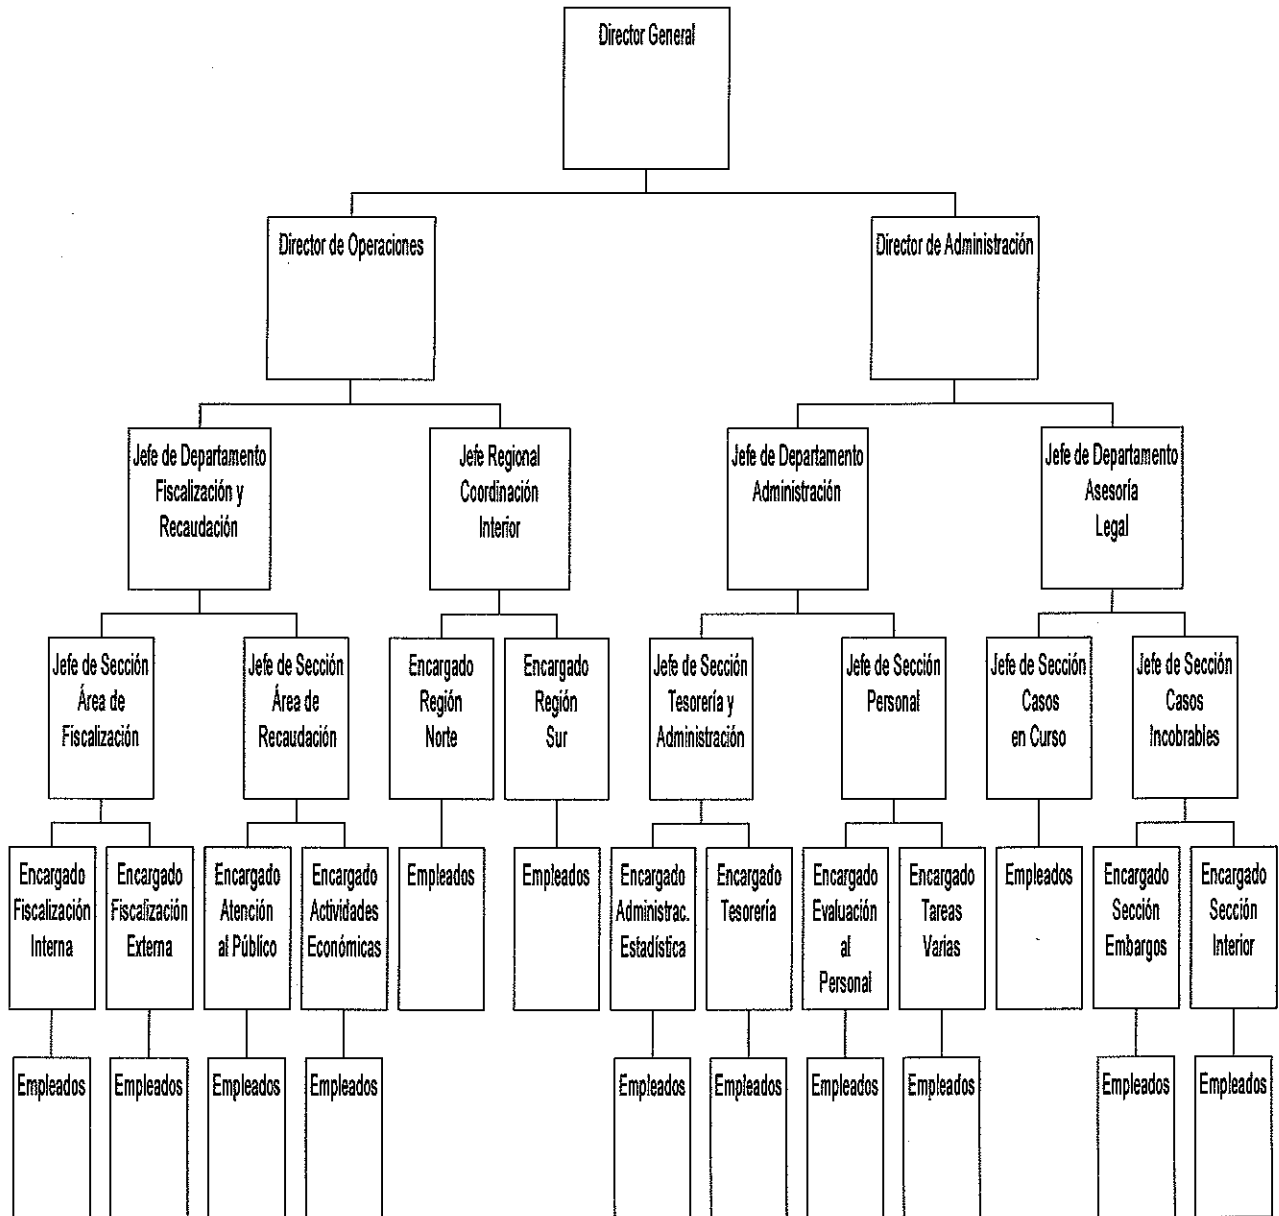 Director General
Director de Operaciones
Director de Administración
Jefe de Departamento
Fiscalización y
Recaudación
Jefe Regional
Coordinación
Interior
Jefe de Departamento
Administración
Jefe de Departamento
Asesoría
Legal
Jefe de Sección
Área de
Fiscalización
Jefe de Sección
Área de
Recaudación
Encargado
Región
Norte
Encargado
Región
Sur
Jefe de Sección
Tesorería y
Administración
Jefe de Sección
Personal
Jefe de Sección
Casos
en Curso
Jefe de Sección
Casos
Incobrables
Encargado
Fiscalización
Interna
Encargado
Fiscalización
Externa
Encargado
Atención
al Público
Encargado
Actividades
Económicas
Empleados
Empleados
Encargado
Administrac.
Estadística
Encargado
Tesorería
Encargado
Evaluación
al
Personal
Encargado
Tareas
Varias
Empleados
Encargado
Sección
Embargos
Encargado
Sección
Interior
Empleados
Empleados
Empleados
Empleados
Empleados
Empleados
Empleados
Empleados
Empleados
Empleados